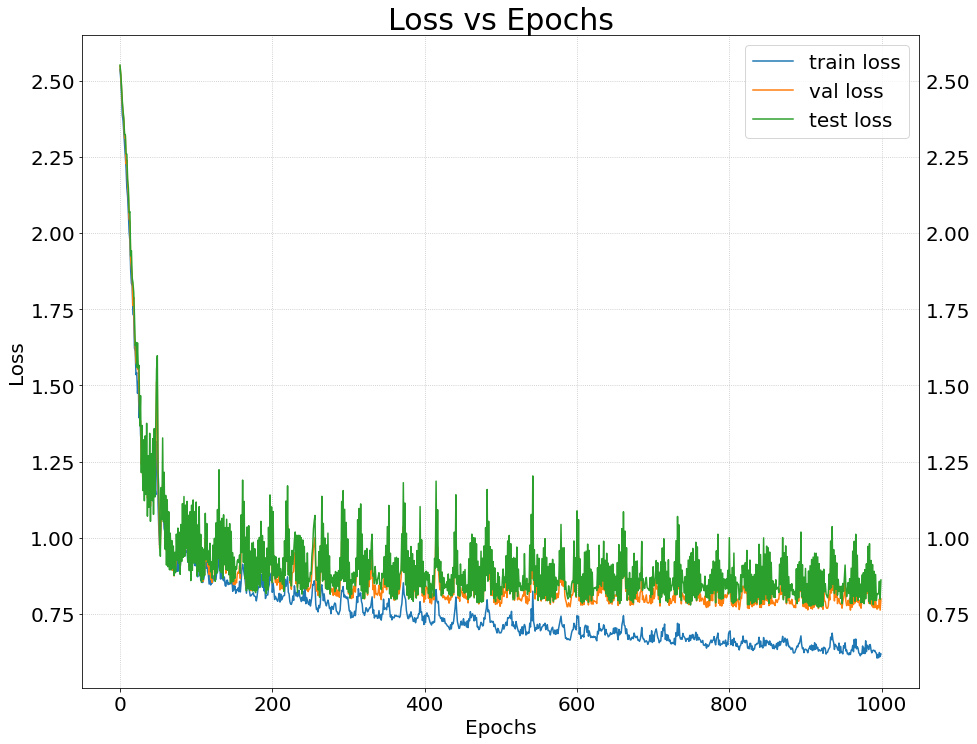 Loss vs Epochs
train loss
val loss
test loss
2.50 2.50
2.25 2.25
2.00 2.00
1.75 1.75
1.50 1.50
1.25 1.25
1.00 1.00
0.75 0.75
Loss
0 200 400 600 800 1000
Epochs